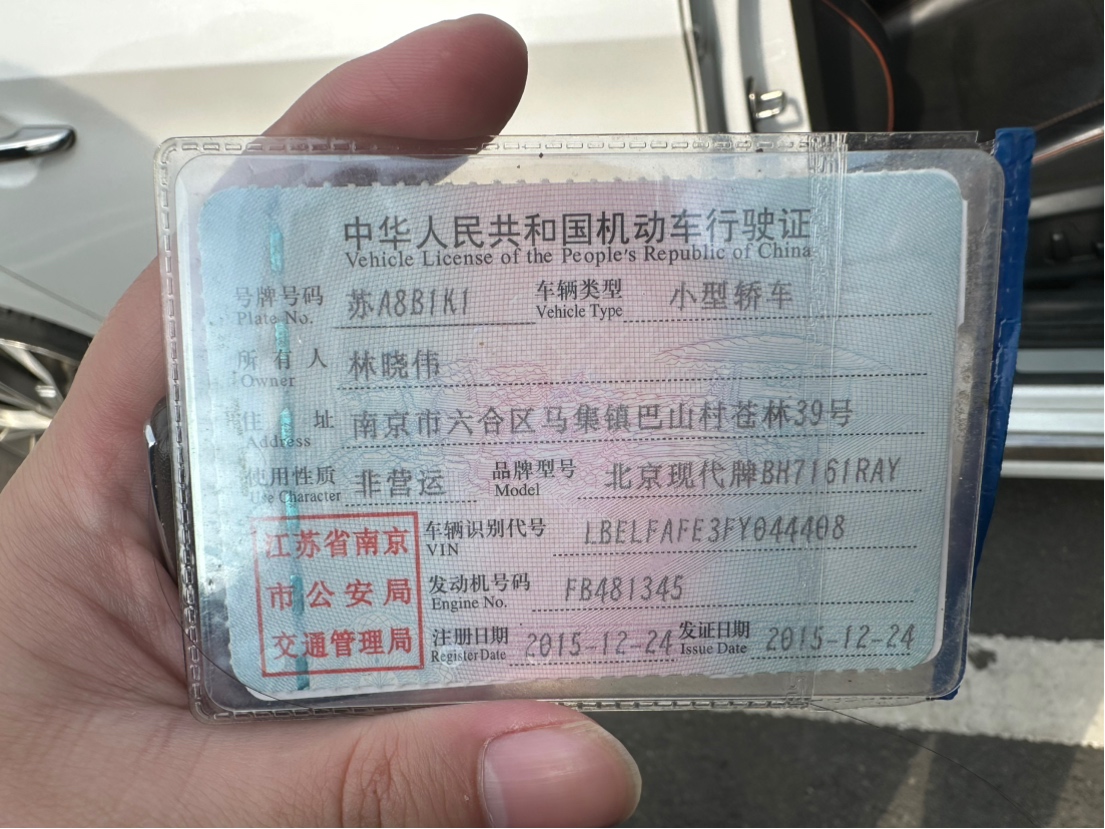 中华人民共和国机动车行驶证
Vehicle License of the People's Republic of China
号牌号码 苏A8B1K1 车辆类型 小型轿车
Plate No. Vehicle Type
所有人 林晓伟
Owner
住址 南京市六合区马集镇巴山村苍林39号
Address
使用性质 非营运 品牌型号 北京现代牌BH7161RAY
Use Character Model
江苏省南京 车辆识别代号 LBELFAFE3FY044408
VIN
市公安局 发动机号码 FB481345
Engine No.
交通管理局 注册日期 2015-12-24 发证日期 2015-12-24
Register Date Issue Date